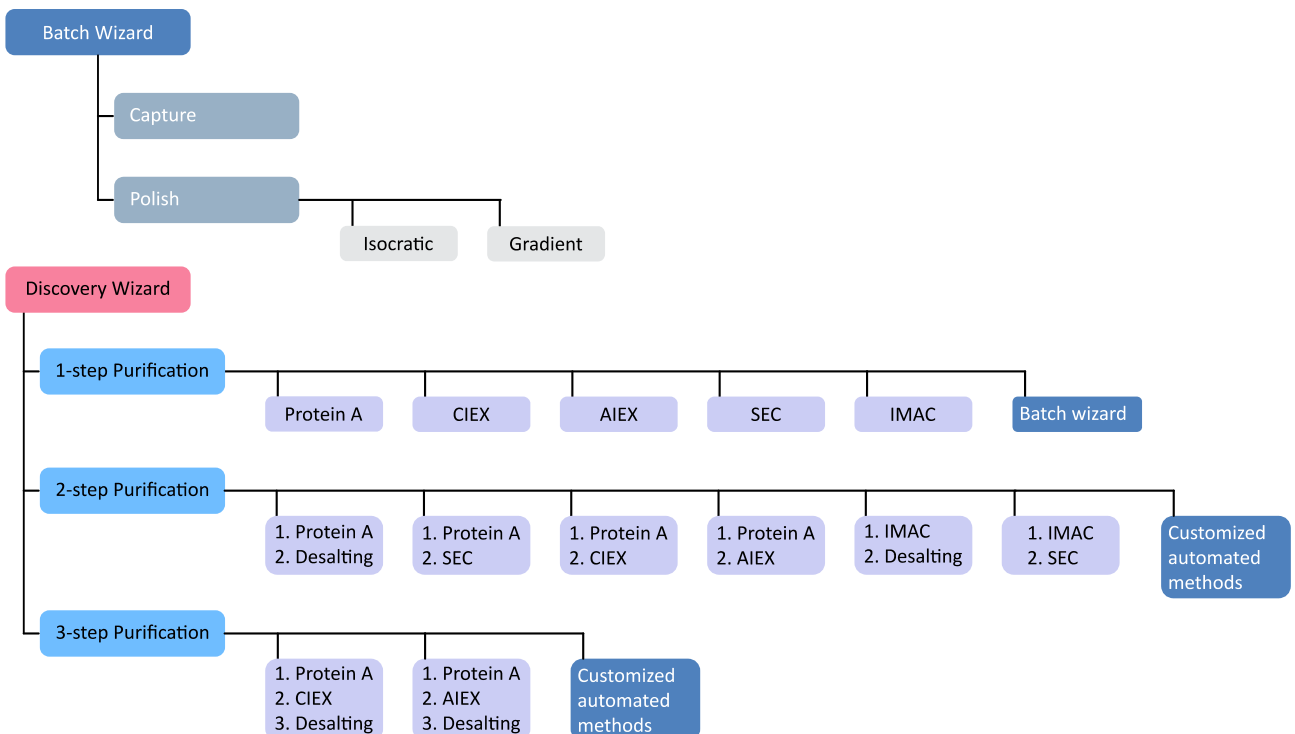 Batch Wizard
Capture
Polish
Isocratic
Gradient
Discovery Wizard
1-step Purification
Protein A
CIEX
AIEX
SEC
IMAC
Batch wizard
2-step Purification
1. Protein A
2. Desalting
1. Protein A
2. SEC
1. Protein A
2. CIEX
1. Protein A
2. AIEX
1. IMAC
2. Desalting
1. IMAC
2. SEC
Customized
automated
methods
3-step Purification
1. Protein A
2. CIEX
3. Desalting
1. Protein A
2. AIEX
3. Desalting
Customized
automated
methods